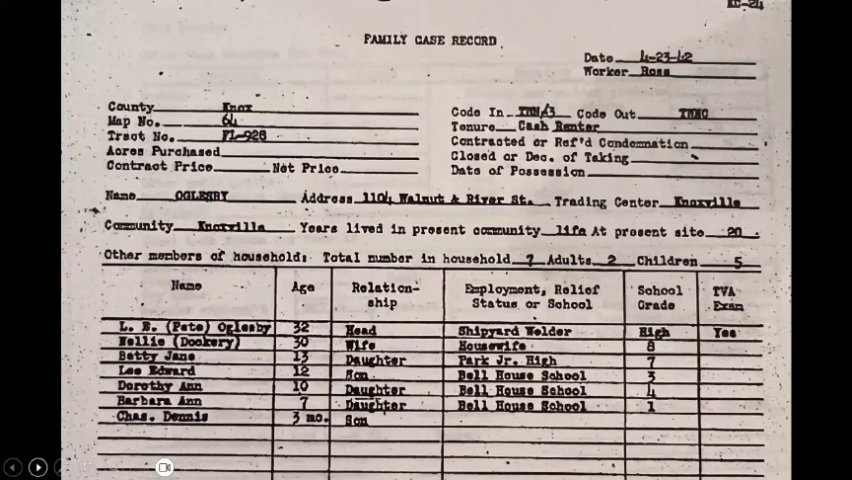 FAMILY CASE RECORD
Date 4-23-42
Worker Ross
County Knox
Map No. 64
Tract No. FL-928
Acres Purchased
Contract Price Net Price
Code In Code Out
Tenure Cash Renter
Contracted or Ref'd Condemnation
Closed or Dec. of Taking
Date of Possession
Name OGLESBY Address 1104 Walnut & River St. Trading Center Knoxville
Community Knoxville Years lived in present community life At present site 20
Other members of household: Total number in household 7 Adults 2 Children 5
Name Age Relation-ship Employment, Relief Status or School School Grade TVA Exam
L. E. (Pete) Oglesby 32 Head Shipyard Welder High Yes
Nellie (Dockery) 30 Wife Housewife 8
Betty Jane 13 Daughter Park Jr. High 7
Lee Edward 12 Son Bell House School 3
Dorothy Ann 10 Daughter Bell House School 4
Barbara Ann 7 Daughter Bell House School 1
Chas. Dennis 3 mo. Son